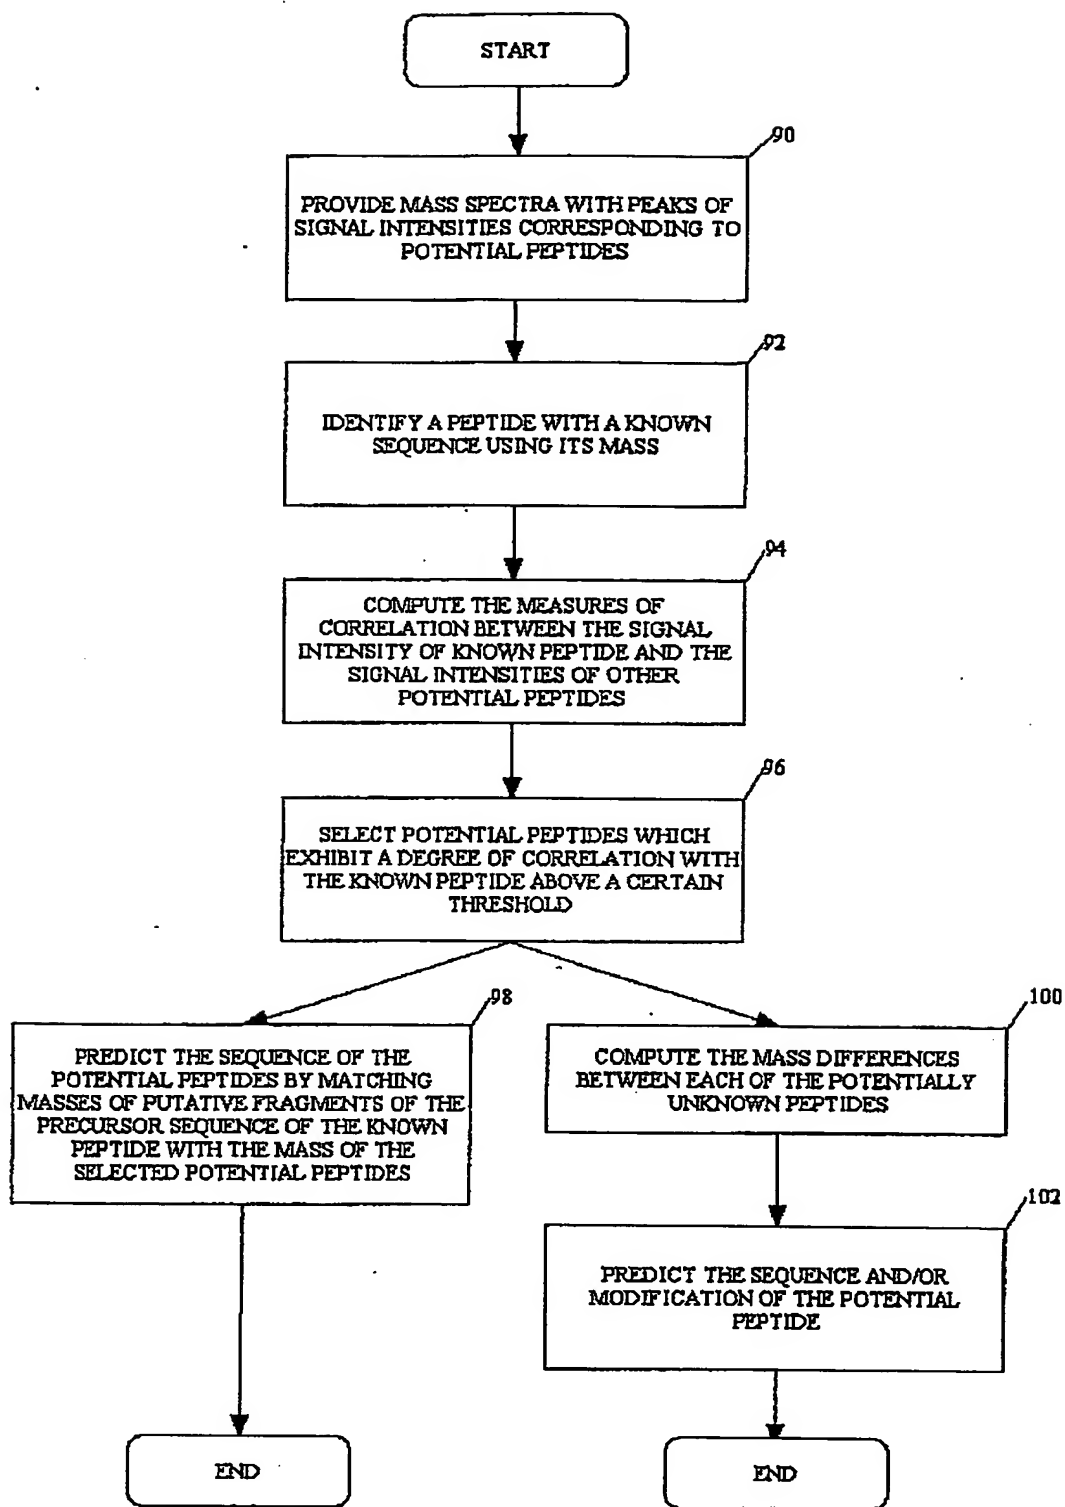 START
90
PROVIDE MASS SPECTRA WITH PEAKS OF
SIGNAL INTENSITIES CORRESPONDING TO
POTENTIAL PEPTIDES
92
IDENTIFY A PEPTIDE WITH A KNOWN
SEQUENCE USING ITS MASS
94
COMPUTE THE MEASURES OF
CORRELATION BETWEEN THE SIGNAL
INTENSITY OF KNOWN PEPTIDE AND THE
SIGNAL INTENSITIES OF OTHER
POTENTIAL PEPTIDES
96
SELECT POTENTIAL PEPTIDES WHICH
EXHIBIT A DEGREE OF CORRELATION WITH
THE KNOWN PEPTIDE ABOVE A CERTAIN
THRESHOLD
98
PREDICT THE SEQUENCE OF THE
POTENTIAL PEPTIDES BY MATCHING
MASSES OF PUTATIVE FRAGMENTS OF THE
PRECURSOR SEQUENCE OF THE KNOWN
PEPTIDE WITH THE MASS OF THE
SELECTED POTENTIAL PEPTIDES
END
100
COMPUTE THE MASS DIFFERENCES
BETWEEN EACH OF THE POTENTIALLY
UNKNOWN PEPTIDES
102
PREDICT THE SEQUENCE AND/OR
MODIFICATION OF THE POTENTIAL
PEPTIDE
END